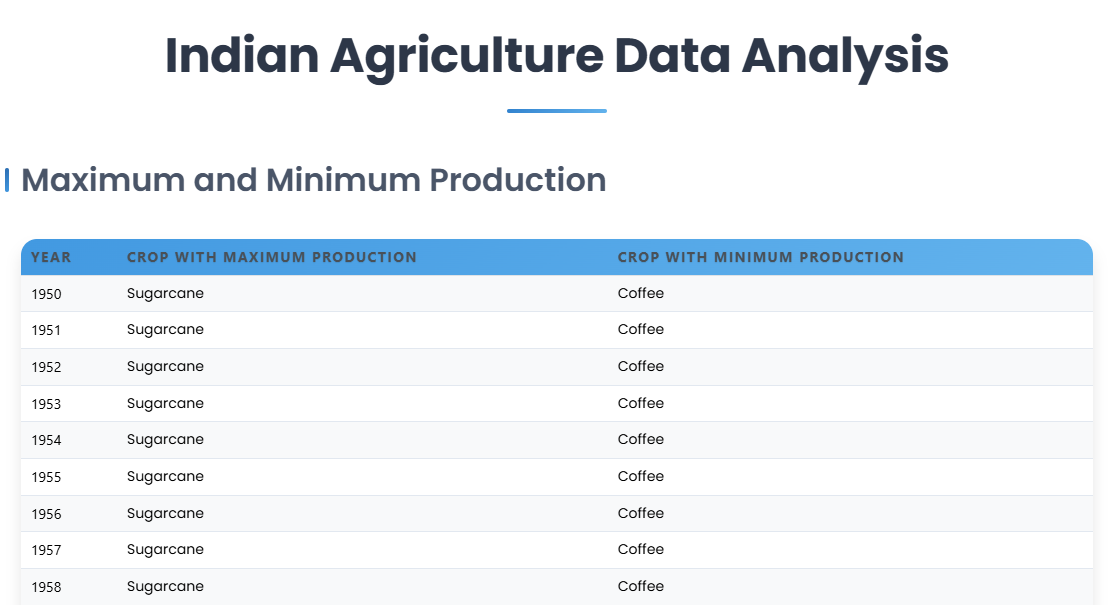 Indian Agriculture Data Analysis
Maximum and Minimum Production
YEAR CROP WITH MAXIMUM PRODUCTION CROP WITH MINIMUM PRODUCTION
1950 Sugarcane Coffee
1951 Sugarcane Coffee
1952 Sugarcane Coffee
1953 Sugarcane Coffee
1954 Sugarcane Coffee
1955 Sugarcane Coffee
1956 Sugarcane Coffee
1957 Sugarcane Coffee
1958 Sugarcane Coffee